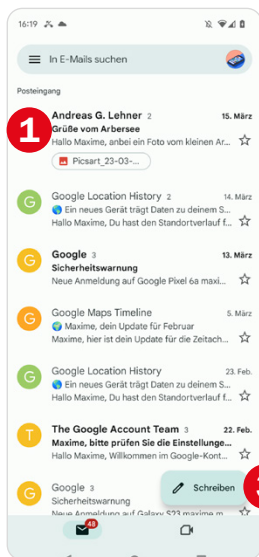 16:19
In E-Mails suchen
Posteingang
Andreas G. Lehner 2 15. März
Grüße vom Arbersee
Hallo Maxime, anbei ein Foto vom kleinen Ar...
Picsart_23-03-...
1
G Google Location History 2 14. März
Ein neues Gerät trägt Daten zu deinem S...
Hallo Maxime, Du hast den Standortverlauf f...
G Google 3 13. März
Sicherheitswarnung
Neue Anmeldung auf Google Pixel 6a maxi...
G Google Maps Timeline 5. März
Maxime, dein Update für Februar
Maxime, hier ist dein Update für die Zeitach...
G Google Location History 23. Feb.
Ein neues Gerät trägt Daten zu deinem S...
Hallo Maxime, Du hast den Standortverlauf f...
T The Google Account Team 3 22. Feb.
Maxime, bitte prüfen Sie die Einstellunge...
Hallo Maxime, Willkommen im Google-Kont...
Schreiben
G Google 3
Sicherheitswarnung
Neue Anmeldung auf Galaxy S23 maxime m
48